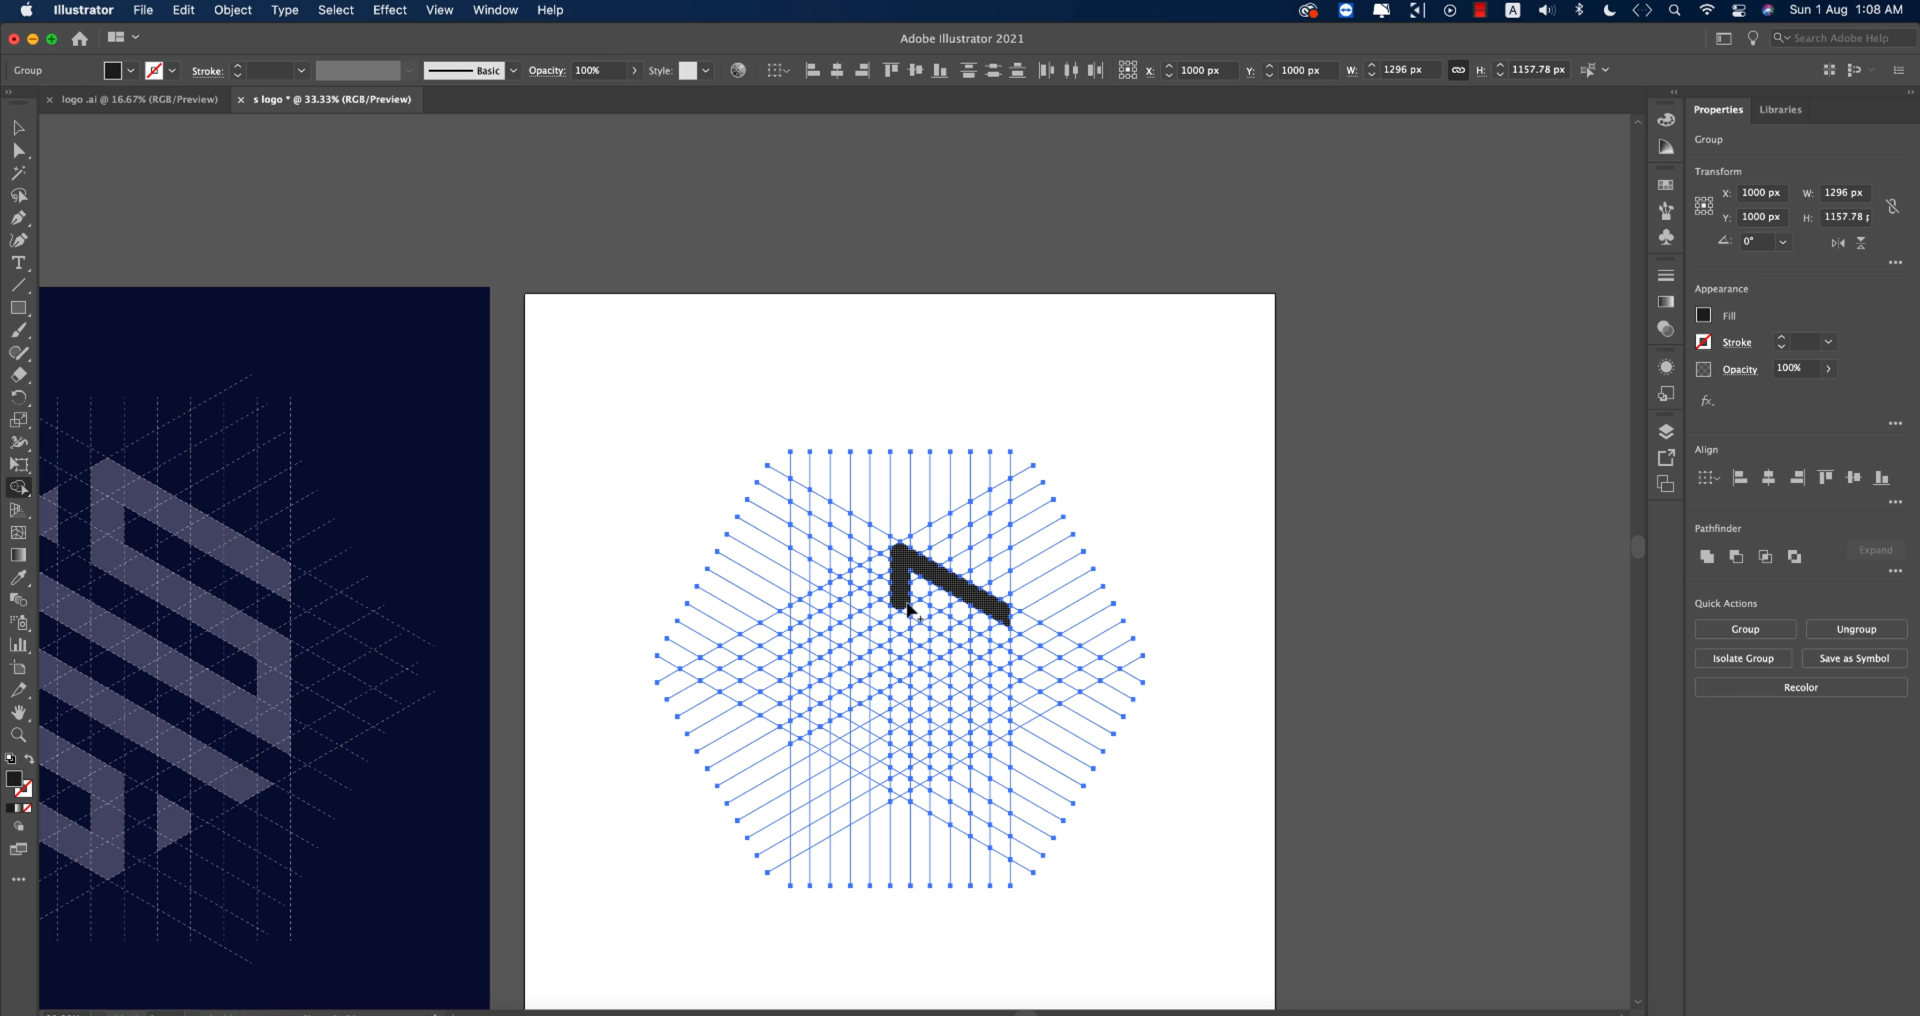 Illustrator File Edit Object Type Select Effect View Window Help A Sun 1 Aug 1:08 AM
Adobe Illustrator 2021 Search Adobe Help
Group Stroke: Basic Opacity: 100% Style: X: 1000 px Y: 1000 px W: 1296 px H: 1157.78 px
logo .ai @ 16.67% (RGB/Preview) s logo * @ 33.33% (RGB/Preview)
Properties Libraries
Group
Transform
X: 1000 px W: 1296 px
Y: 1000 px H: 1157.78 p
0°
Appearance
Fill
Stroke
Opacity 100%
fx.
Align
Pathfinder
Expand
Quick Actions
Group Ungroup
Isolate Group Save as Symbol
Recolor